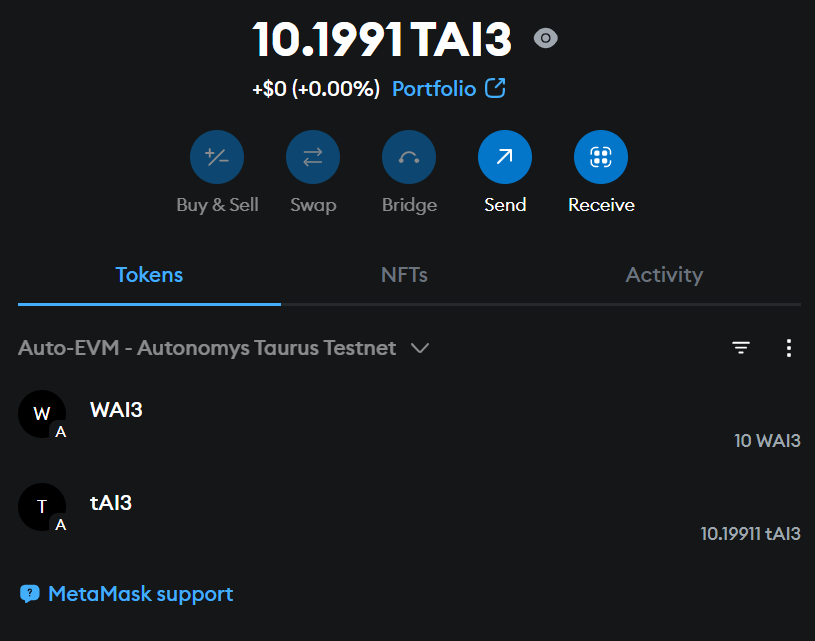 10.1991 TAI3
+$0 (+0.00%) Portfolio
Buy & Sell Swap Bridge Send Receive
Tokens NFTs Activity
Auto-EVM - Autonomys Taurus Testnet
W A WAI3
10 WAI3
T A tAI3
10.19911 tAI3
? MetaMask support